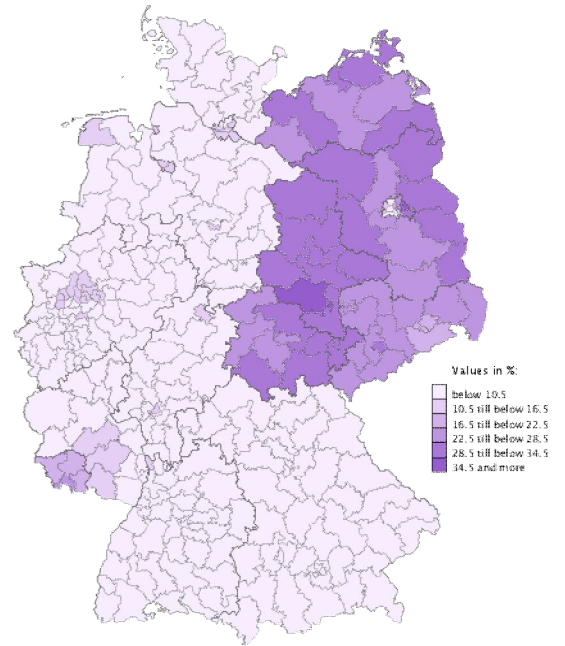 Values in %:
below 10.5
10.5 till below 16.5
16.5 till below 22.5
22.5 till below 28.5
28.5 till below 34.5
34.5 and more